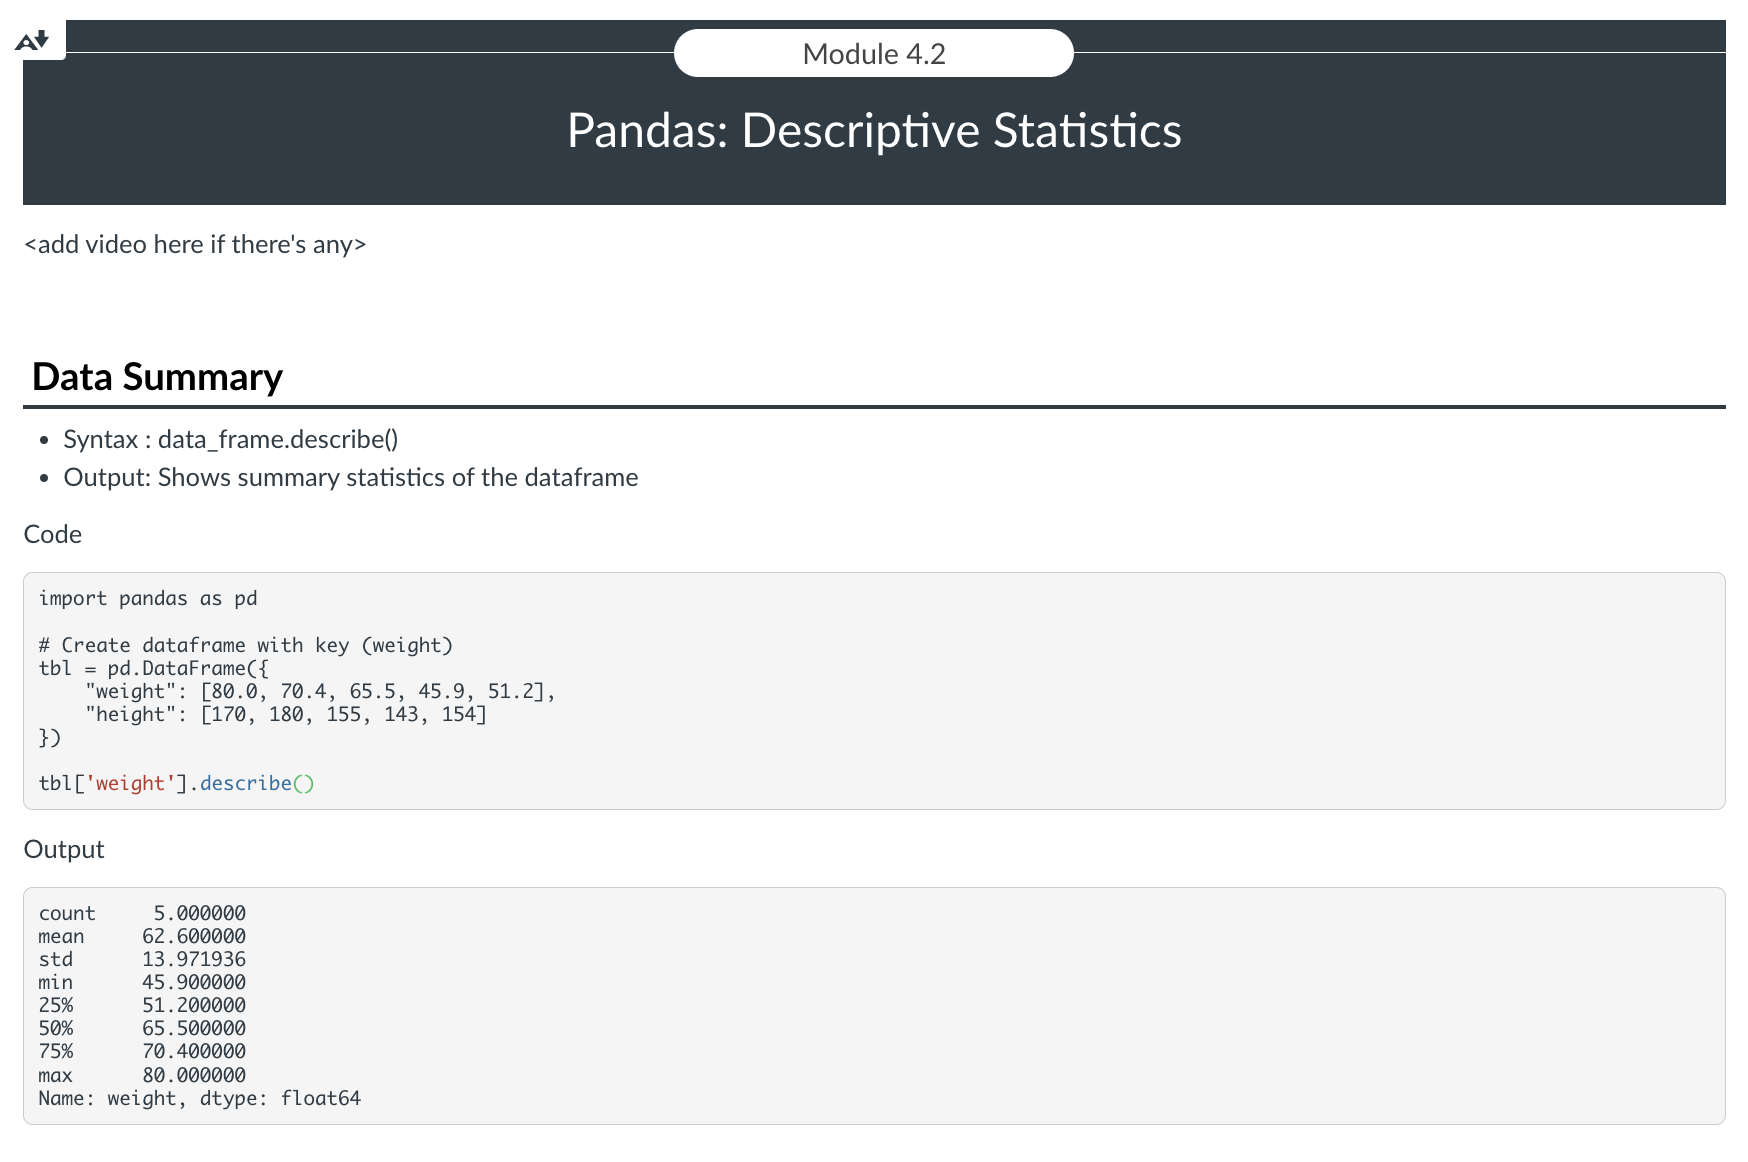 Module 4.2
Pandas: Descriptive Statistics
<add video here if there's any>
Data Summary
• Syntax : data_frame.describe()
• Output: Shows summary statistics of the dataframe
Code
import pandas as pd
# Create dataframe with key (weight)
tbl = pd.DataFrame({
    "weight": [80.0, 70.4, 65.5, 45.9, 51.2],
    "height": [170, 180, 155, 143, 154]
})
tbl['weight'].describe()
Output
count     5.000000
mean     62.600000
std      13.971936
min      45.900000
25%      51.200000
50%      65.500000
75%      70.400000
max      80.000000
Name: weight, dtype: float64